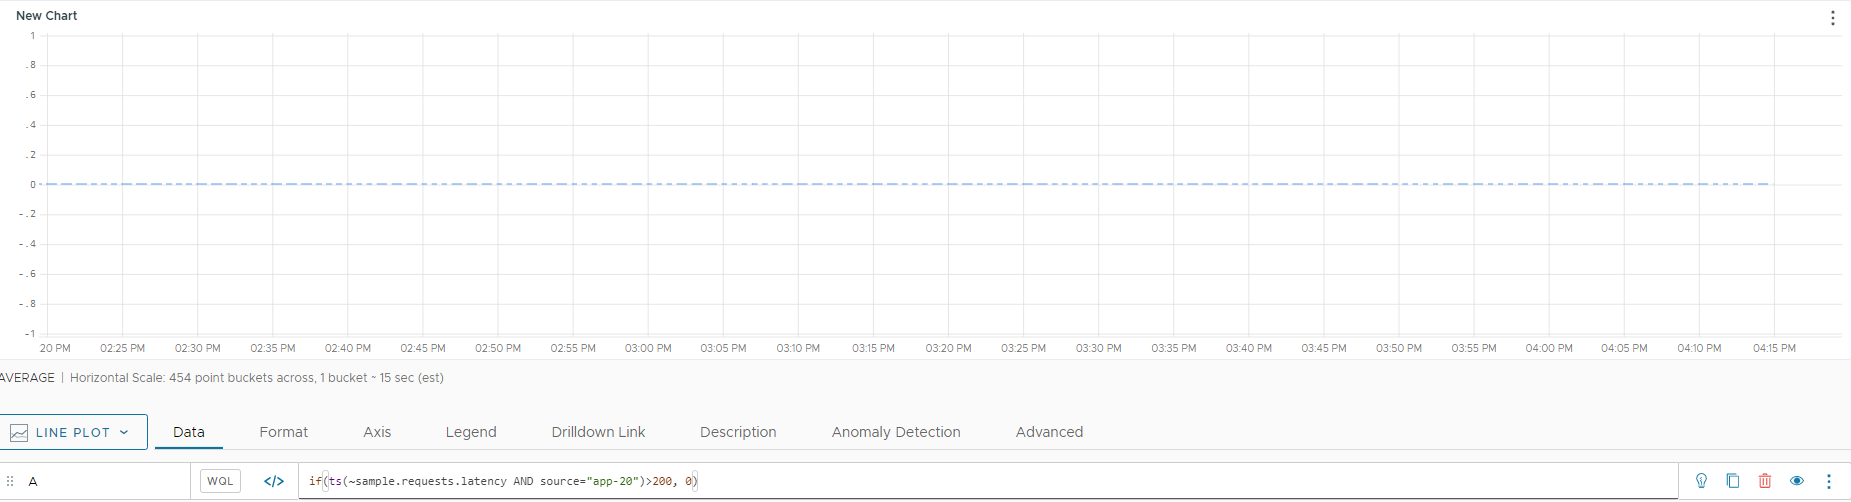 New Chart
1
.8
.6
.4
.2
0
-.2
-.4
-.6
-.8
-1
20 PM 02:25 PM 02:30 PM 02:35 PM 02:40 PM 02:45 PM 02:50 PM 02:55 PM 03:00 PM 03:05 PM 03:10 PM 03:15 PM 03:20 PM 03:25 PM 03:30 PM 03:35 PM 03:40 PM 03:45 PM 03:50 PM 03:55 PM 04:00 PM 04:05 PM 04:10 PM 04:15 PM
AVERAGE | Horizontal Scale: 454 point buckets across, 1 bucket ~ 15 sec (est)
LINE PLOT Data Format Axis Legend Drilldown Link Description Anomaly Detection Advanced
A WQL </> if(ts(~sample.requests.latency AND source="app-20")>200, 0)